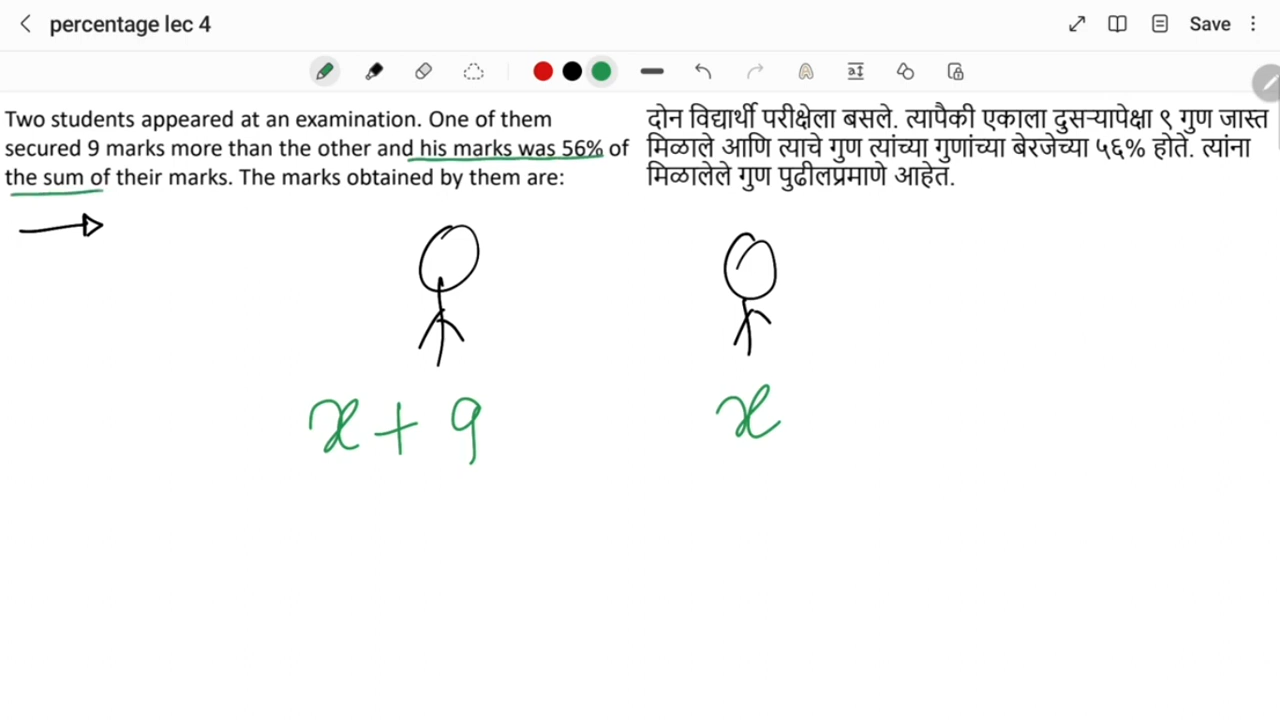 percentage lec 4
Save
Two students appeared at an examination. One of them
secured 9 marks more than the other and his marks was 56% of
the sum of their marks. The marks obtained by them are:
दोन विद्यार्थी परीक्षेला बसले. त्यापैकी एकाला दुसऱ्यापेक्षा ९ गुण जास्त
मिळाले आणि त्याचे गुण त्यांच्या गुणांच्या बेरजेच्या ५६% होते. त्यांना
मिळालेले गुण पुढीलप्रमाणे आहेत.
x + 9
x